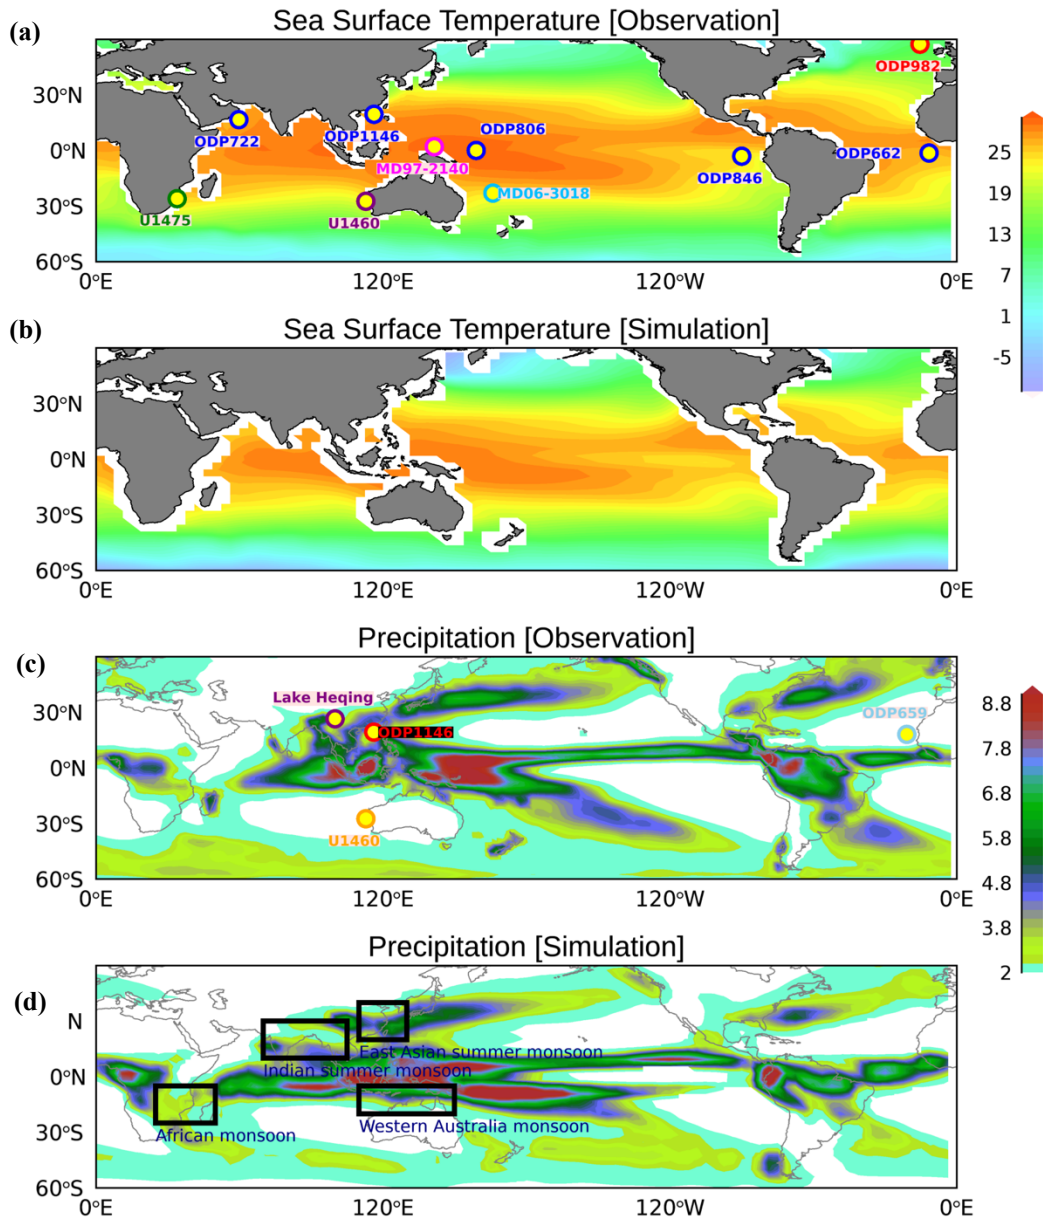 (a)
Sea Surface Temperature [Observation]
ODP982
30°N
ODP722
ODP1146
ODP806
0°N
MD97-2140
ODP846
ODP662
U1475
U1460
MD06-3018
30°S
60°S
0°E
120°E
120°W
0°E
25
19
13
7
1
-5
(b)
Sea Surface Temperature [Simulation]
30°N
0°N
30°S
60°S
0°E
120°E
120°W
0°E
(c)
Precipitation [Observation]
Lake Heqing
30°N
ODP1146
ODP659
0°N
30°S
U1460
60°S
0°E
120°E
120°W
0°E
8.8
7.8
6.8
5.8
4.8
3.8
2
(d)
Precipitation [Simulation]
N
East Asian summer monsoon
Indian summer monsoon
0°N
African monsoon
Western Australia monsoon
30°S
60°S
0°E
120°E
120°W
0°E